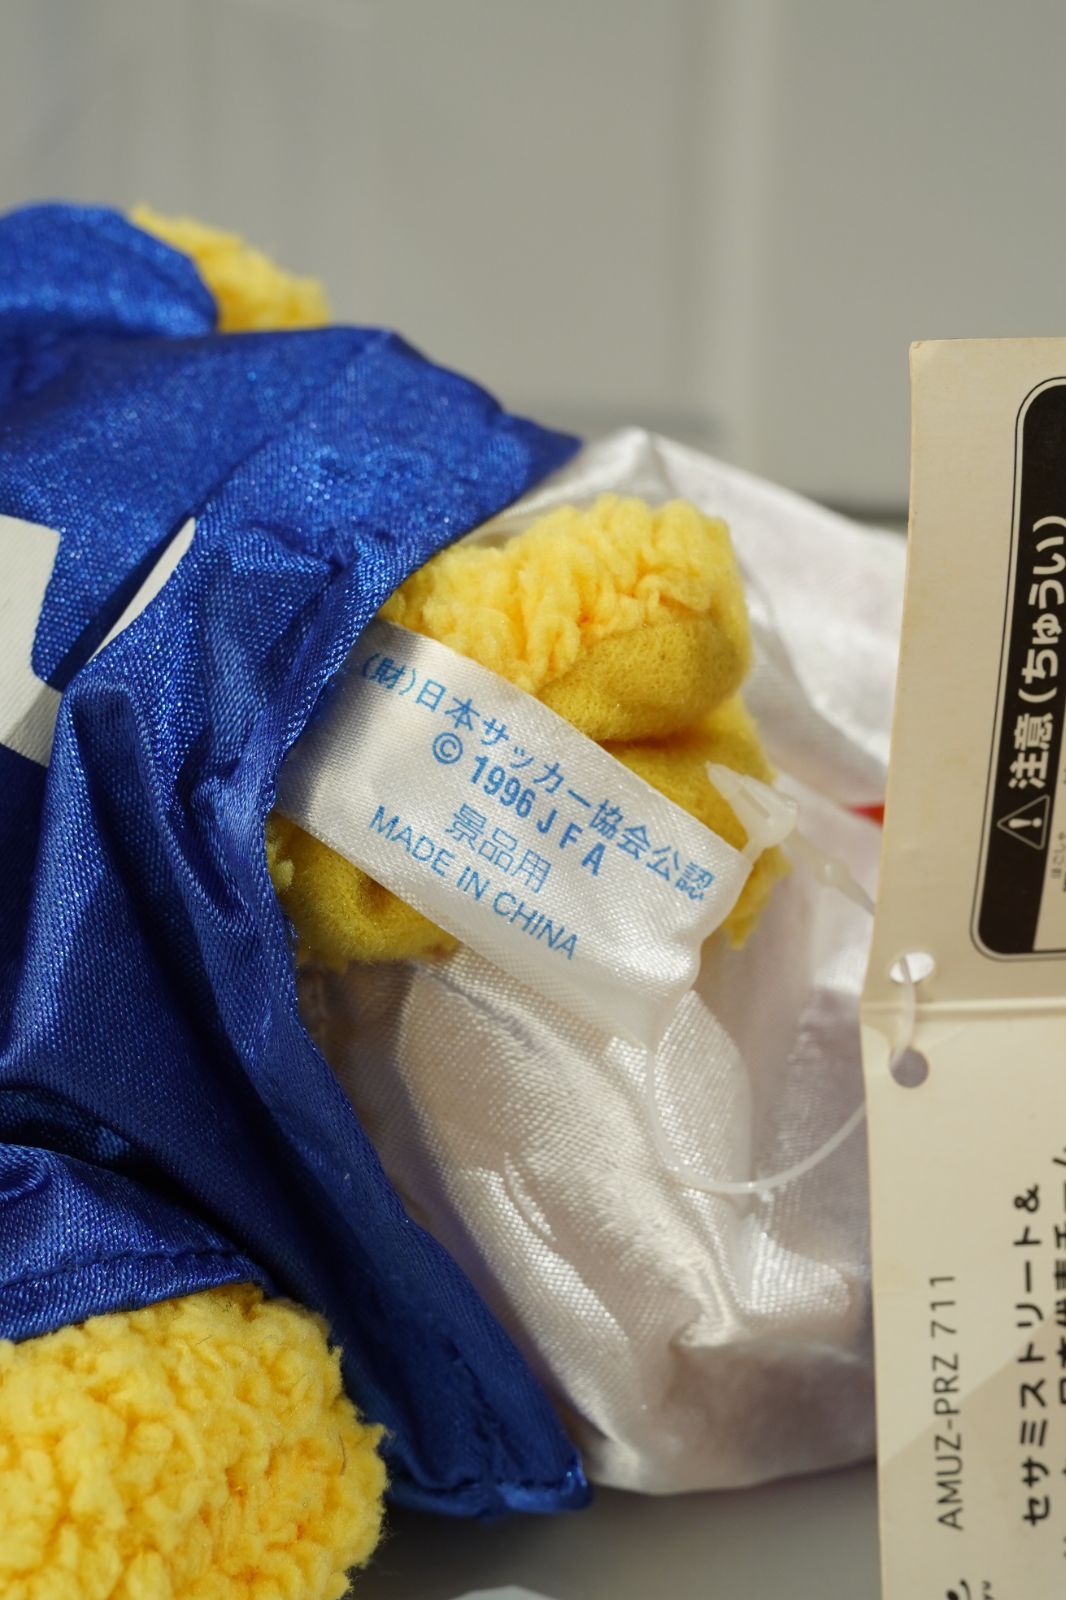 (財)日本サッカー協会公認
© 1996 JFA
景品用
MADE IN CHINA
注意(ちゅうい)
AMUZ-PRZ 711
セサミストリート&